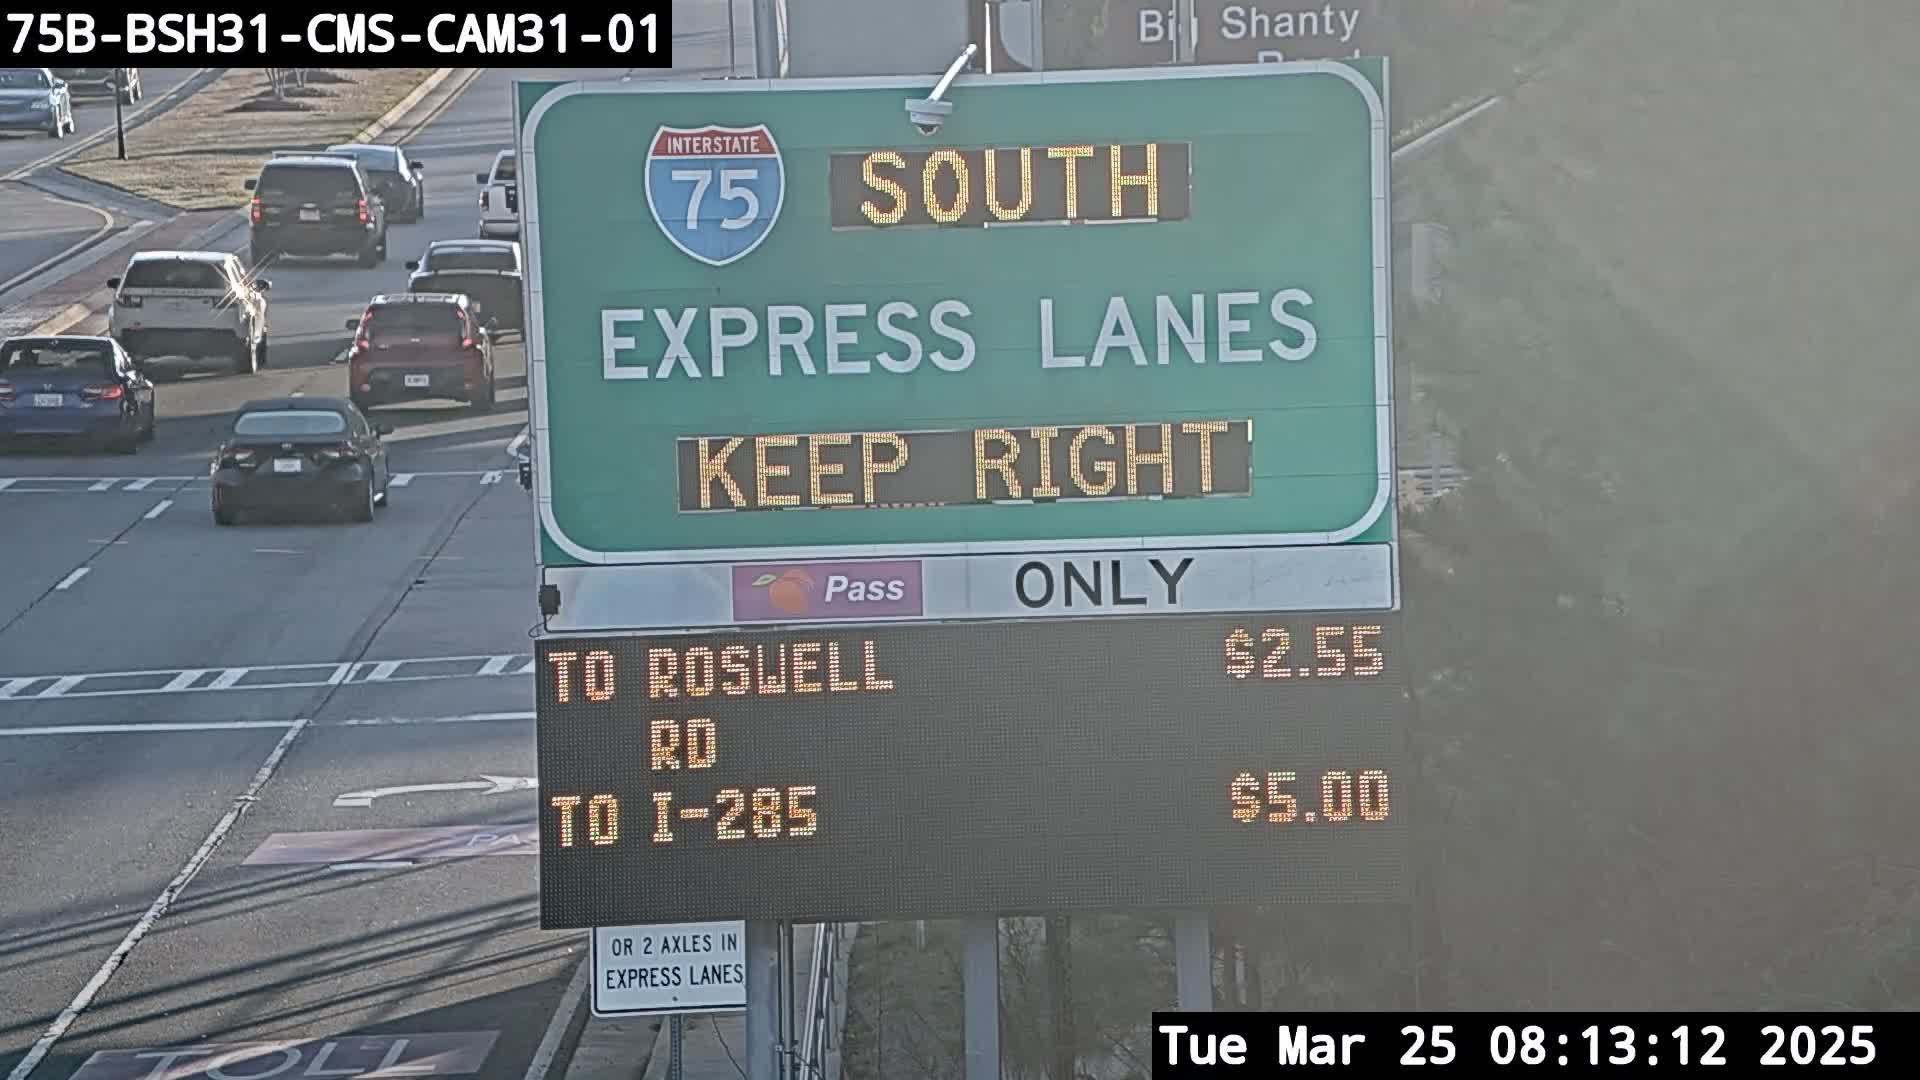 75B-BSH31-CMS-CAM31-01
Big Shanty
INTERSTATE
75
SOUTH
EXPRESS LANES
KEEP RIGHT
Pass ONLY
TO ROSWELL $2.55
RD
TO I-285 $5.00
OR 2 AXLES IN
EXPRESS LANES
TOLL
Tue Mar 25 08:13:12 2025